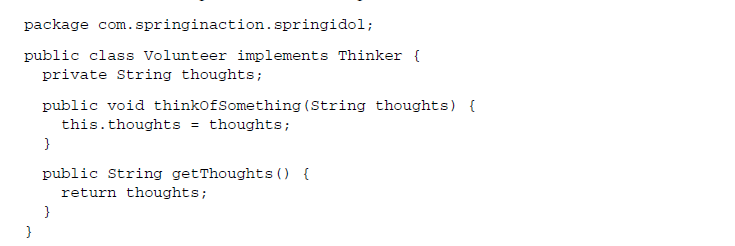 package com.springinaction.springidol;
public class Volunteer implements Thinker {
private String thoughts;
public void thinkOfSomething(String thoughts) {
this.thoughts = thoughts;
}
public String getThoughts() {
return thoughts;
}
}